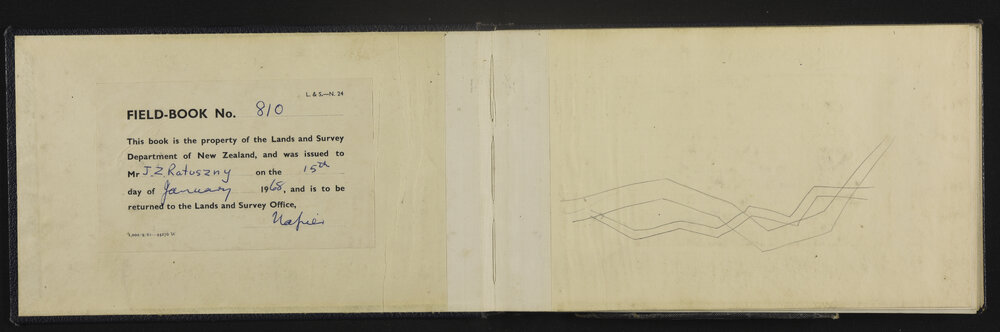 L. & S.—N. 24
FIELD-BOOK No. 810
This book is the property of the Lands and Survey
Department of New Zealand, and was issued to
Mr J. Z. Ratuszny on the 15th
day of January 1968, and is to be
returned to the Lands and Survey Office,
Napier